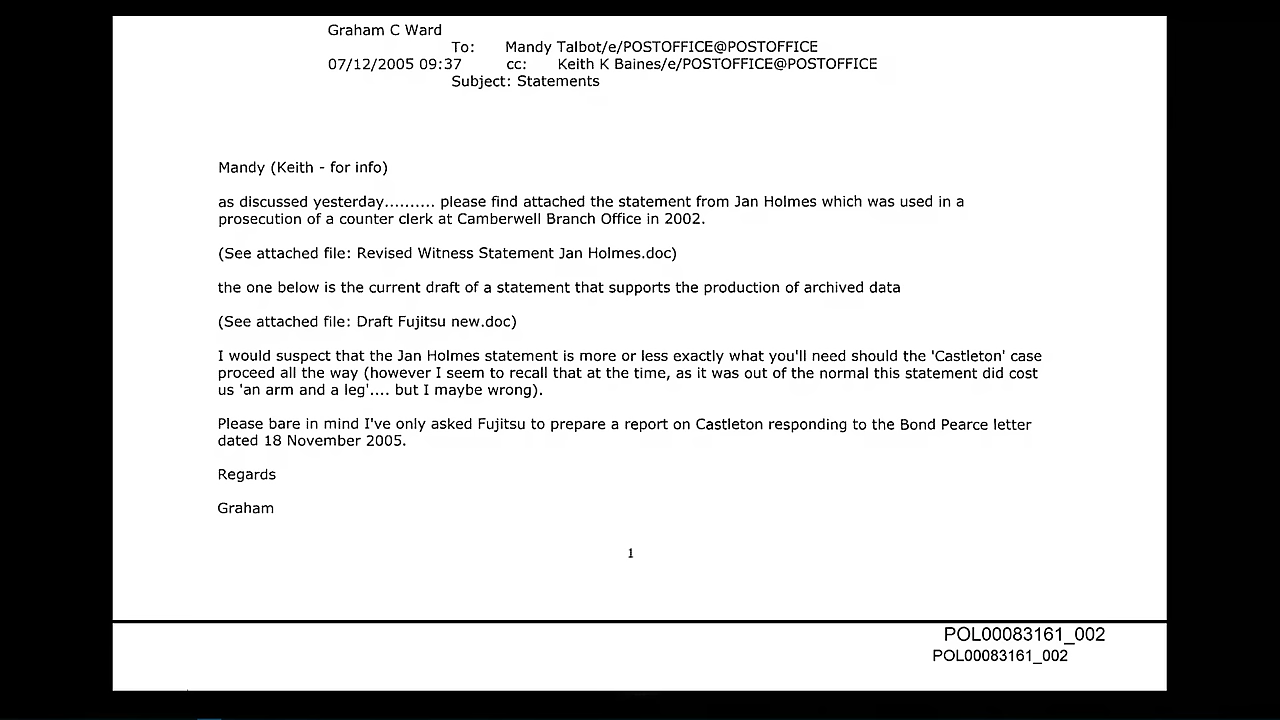 Graham C Ward
To: Mandy Talbot/e/POSTOFFICE@POSTOFFICE
07/12/2005 09:37 cc: Keith K Baines/e/POSTOFFICE@POSTOFFICE
Subject: Statements
Mandy (Keith - for info)
as discussed yesterday.......... please find attached the statement from Jan Holmes which was used in a
prosecution of a counter clerk at Camberwell Branch Office in 2002.
(See attached file: Revised Witness Statement Jan Holmes.doc)
the one below is the current draft of a statement that supports the production of archived data
(See attached file: Draft Fujitsu new.doc)
I would suspect that the Jan Holmes statement is more or less exactly what you'll need should the 'Castleton' case
proceed all the way (however I seem to recall that at the time, as it was out of the normal this statement did cost
us 'an arm and a leg'.... but I maybe wrong).
Please bare in mind I've only asked Fujitsu to prepare a report on Castleton responding to the Bond Pearce letter
dated 18 November 2005.
Regards
Graham
1
POL00083161_002
POL00083161_002